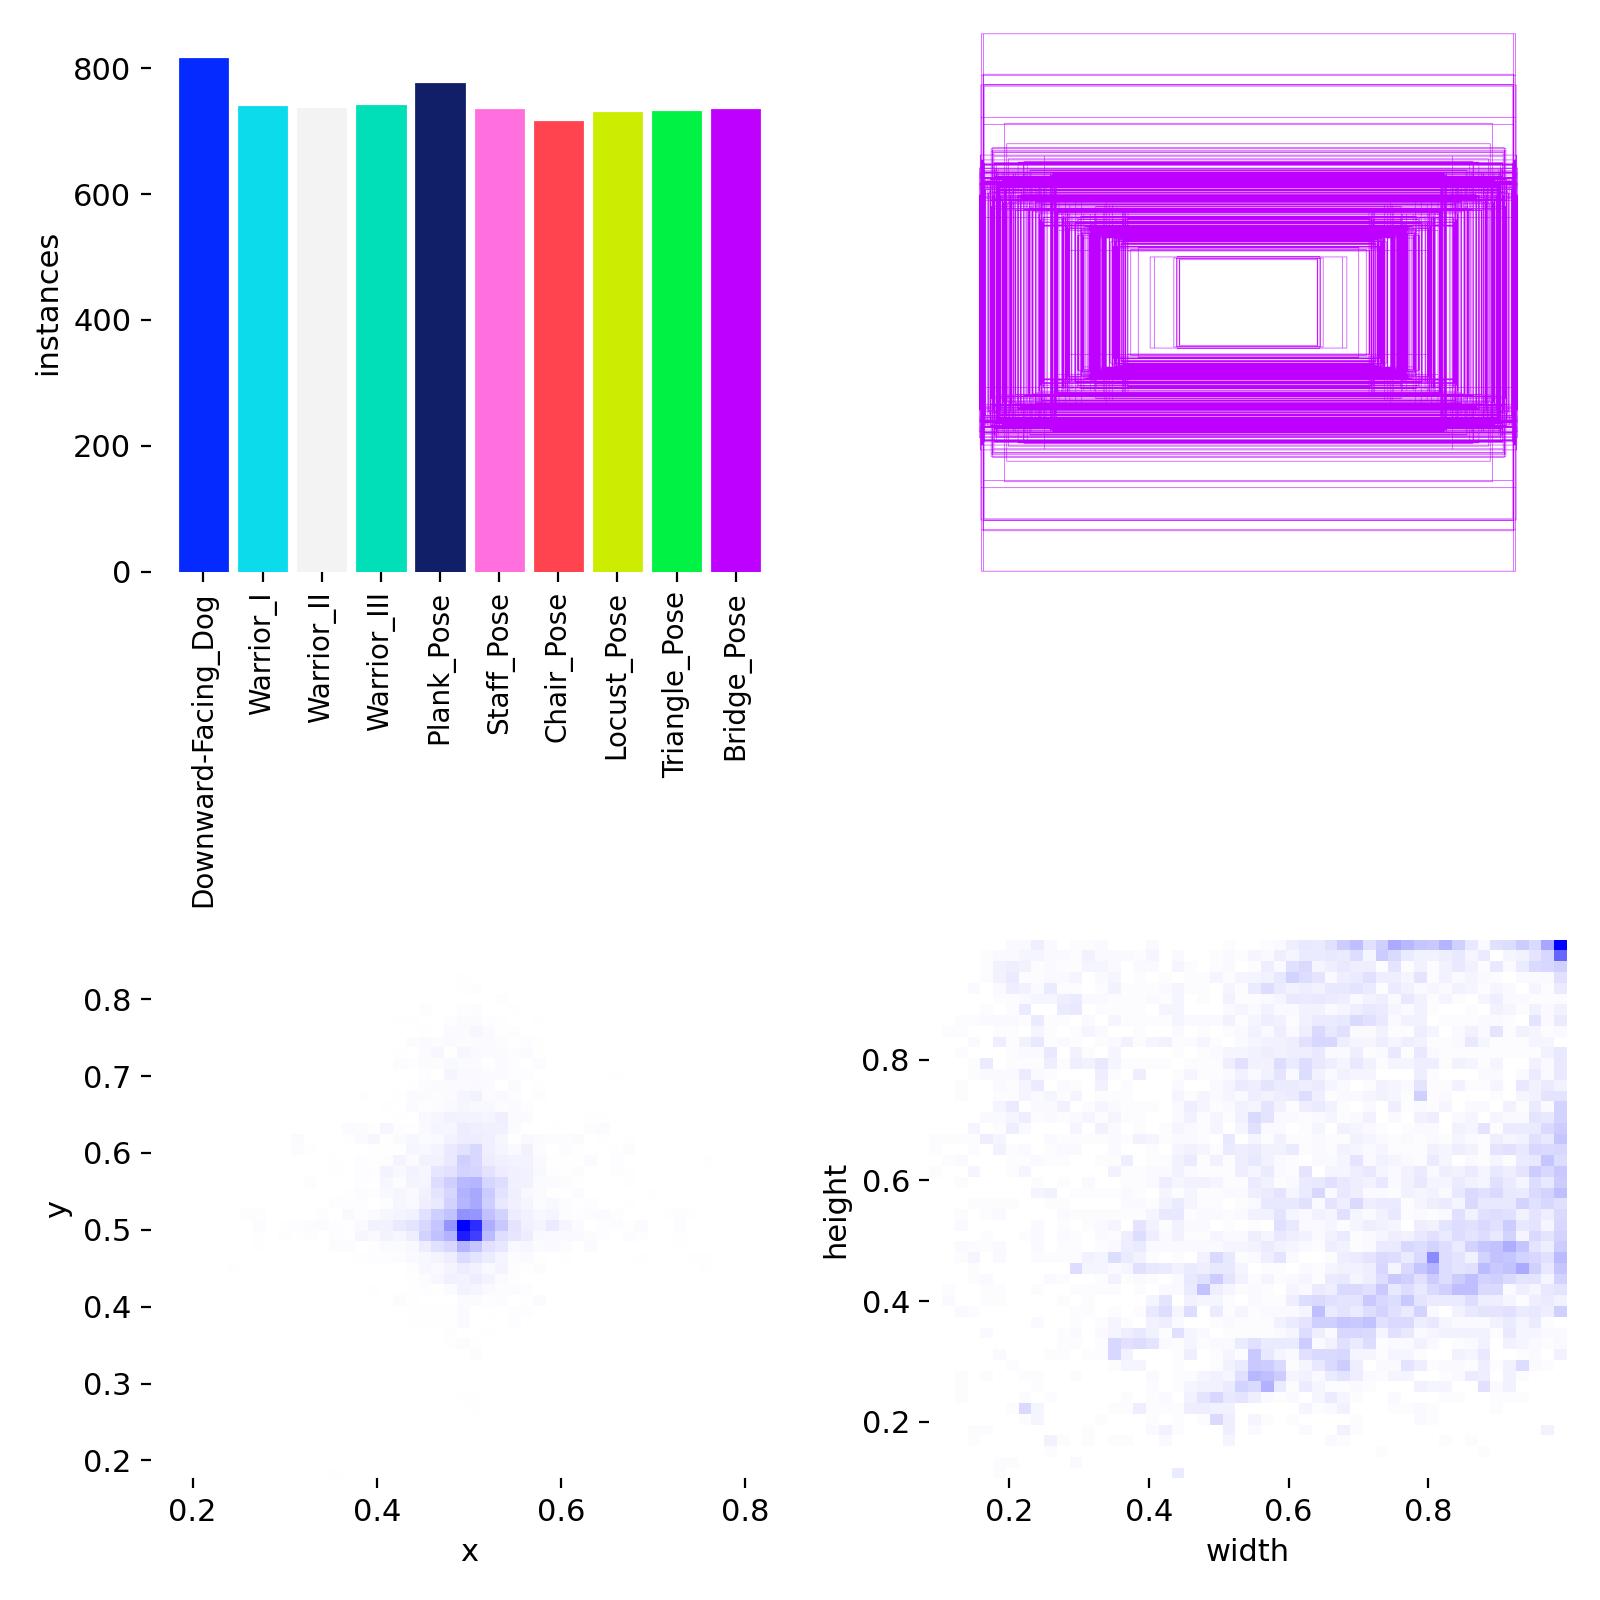 800
600
400
200
0
instances
Downward-Facing_Dog
Warrior_I
Warrior_II
Warrior_III
Plank_Pose
Staff_Pose
Chair_Pose
Locust_Pose
Triangle_Pose
Bridge_Pose
0.8
0.7
0.6
0.5
0.4
0.3
0.2
y
0.2 0.4 0.6 0.8
x
0.8
0.6
0.4
0.2
height
0.2 0.4 0.6 0.8
width